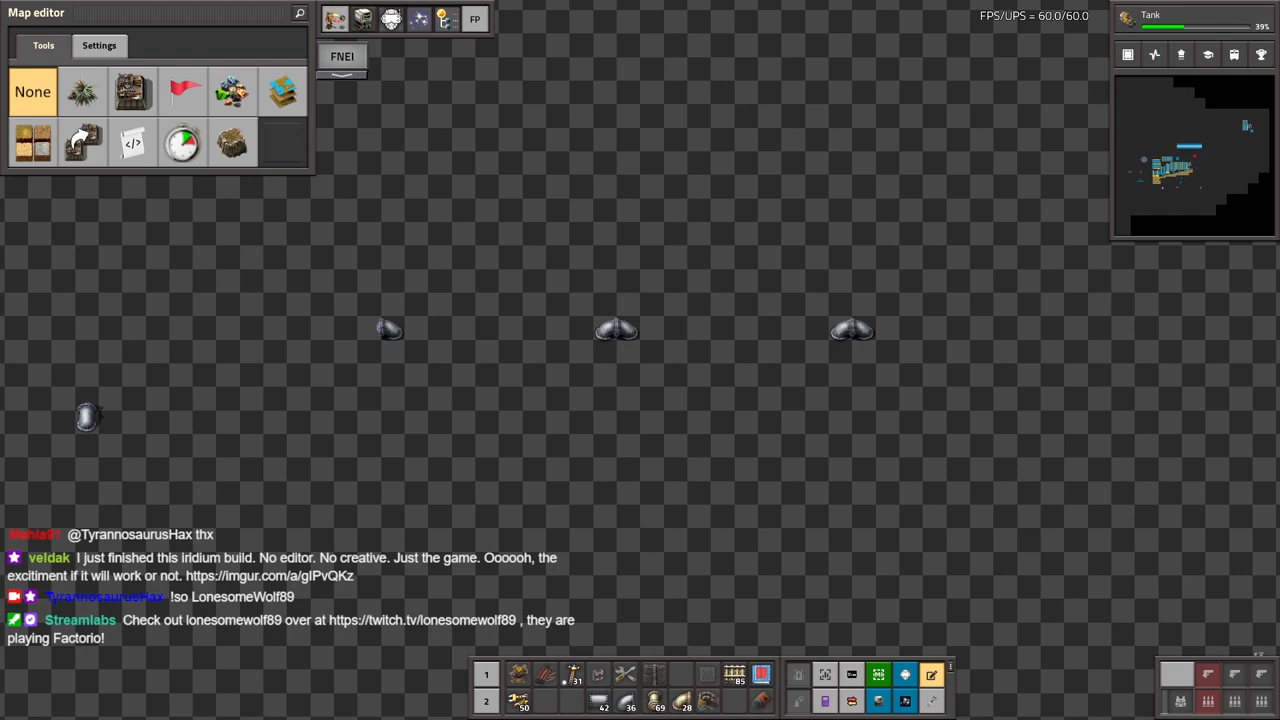 Map editor
FP
FPS/UPS = 60.0/60.0
Tank
39%
Tools
Settings
FNEI
None
</>
Mehla91 @TyrannosaurusHax thx
veldak I just finished this iridium build. No editor. No creative. Just the game. Oooooh, the
excitiment if it will work or not. https://imgur.com/a/gIPvQKz
TyrannosaurusHax !so LonesomeWolf89
Streamlabs Check out lonesomewolf89 over at https://twitch.tv/lonesomewolf89 , they are
playing Factorio!
1
31
85
2
50
42
36
69
28